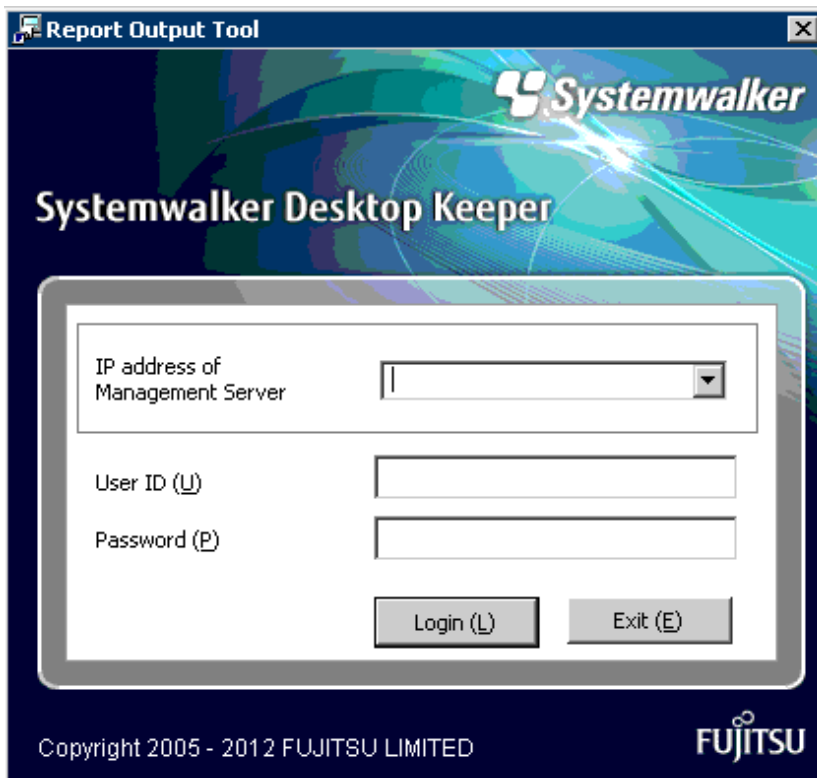 Report Output Tool
Systemwalker
Systemwalker Desktop Keeper
IP address of
Management Server
User ID (U)
Password (P)
Login (L)
Exit (E)
Copyright 2005 - 2012 FUJITSU LIMITED
FUJITSU